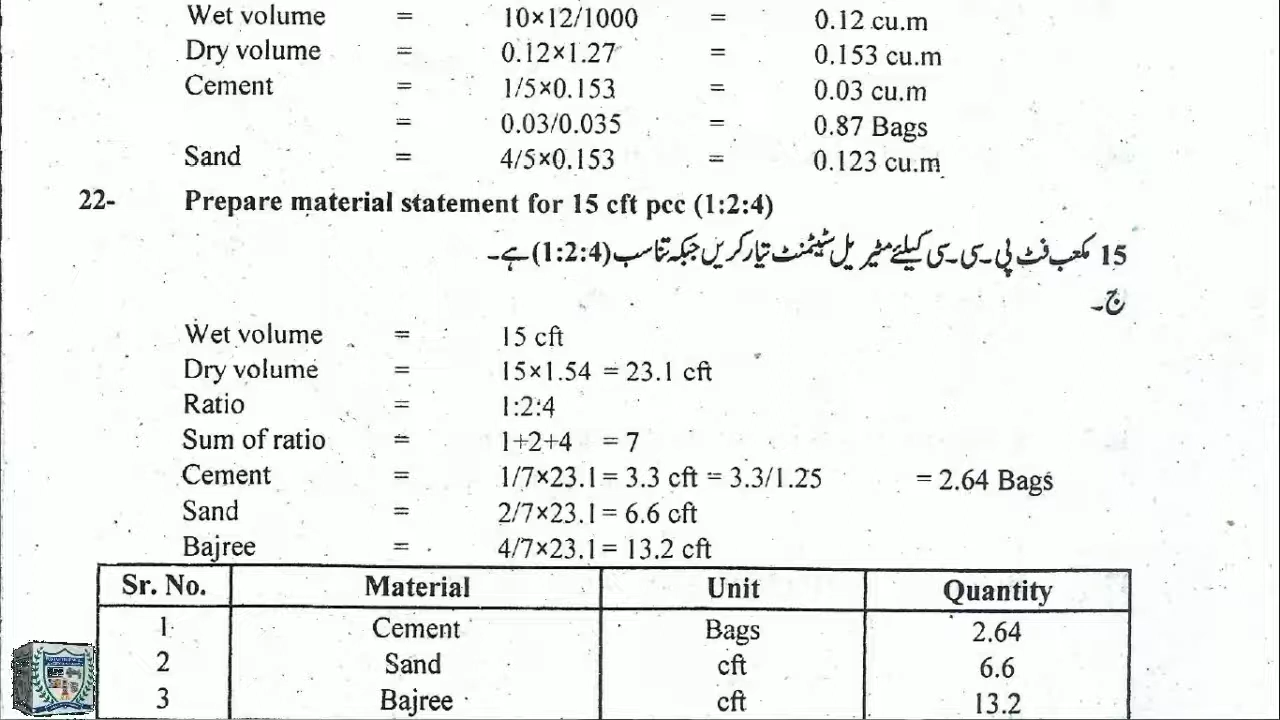 Wet volume = 10×12/1000 = 0.12 cu.m
Dry volume = 0.12×1.27 = 0.153 cu.m
Cement = 1/5×0.153 = 0.03 cu.m
= 0.03/0.035 = 0.87 Bags
Sand = 4/5×0.153 = 0.123 cu.m
22- Prepare material statement for 15 cft pcc (1:2:4)
15 مکعب فٹ پی۔سی۔سی کیلئے مٹیریل سٹیٹمنٹ تیار کریں جبکہ تناسب (1:2:4) ہے۔
ج۔
Wet volume = 15 cft
Dry volume = 15×1.54 = 23.1 cft
Ratio = 1:2:4
Sum of ratio = 1+2+4 = 7
Cement = 1/7×23.1 = 3.3 cft = 3.3/1.25 = 2.64 Bags
Sand = 2/7×23.1 = 6.6 cft
Bajree = 4/7×23.1 = 13.2 cft
Sr. No. Material Unit Quantity
1 Cement Bags 2.64
2 Sand cft 6.6
3 Bajree cft 13.2